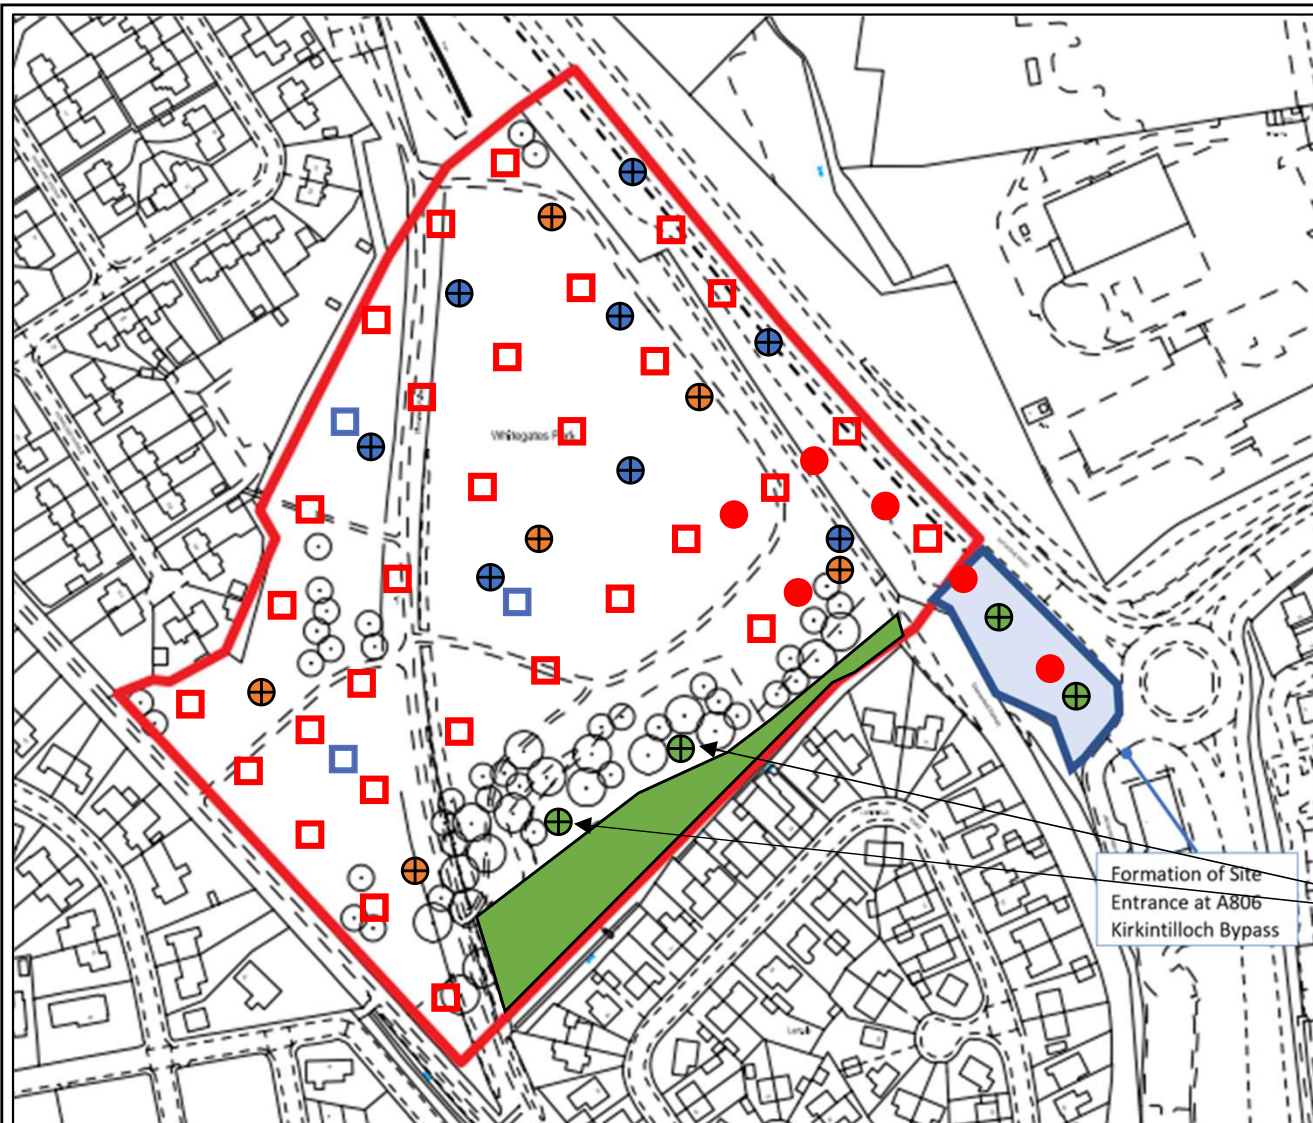 Whitegates Park
Formation of Site
Entrance at A806
Kirkintilloch Bypass